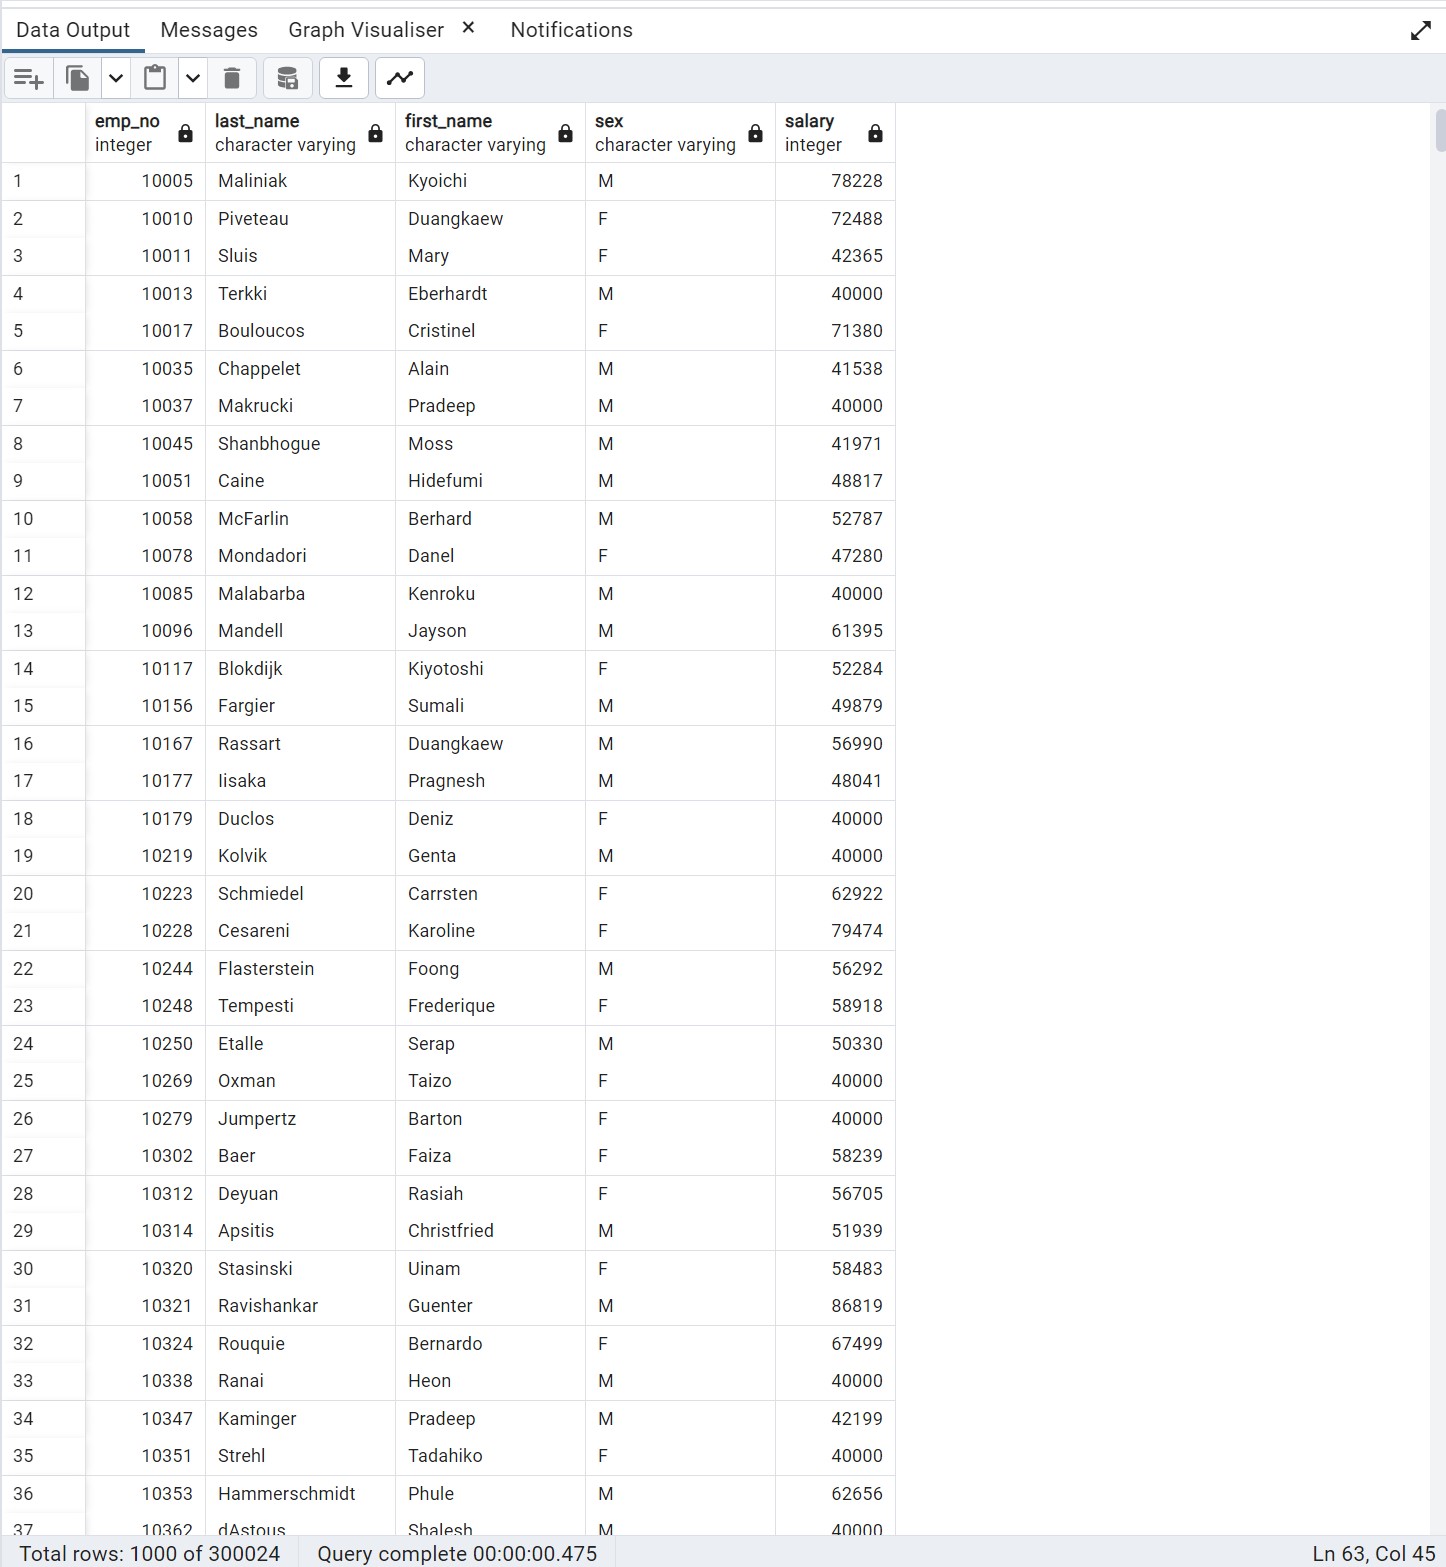 Data Output Messages Graph Visualiser × Notifications
emp_no last_name first_name sex salary
integer character varying character varying character varying integer
1 10005 Maliniak Kyoichi M 78228
2 10010 Piveteau Duangkaew F 72488
3 10011 Sluis Mary F 42365
4 10013 Terkki Eberhardt M 40000
5 10017 Bouloucos Cristinel F 71380
6 10035 Chappelet Alain M 41538
7 10037 Makrucki Pradeep M 40000
8 10045 Shanbhogue Moss M 41971
9 10051 Caine Hidefumi M 48817
10 10058 McFarlin Berhard M 52787
11 10078 Mondadori Danel F 47280
12 10085 Malabarba Kenroku M 40000
13 10096 Mandell Jayson M 61395
14 10117 Blokdijk Kiyotoshi F 52284
15 10156 Fargier Sumali M 49879
16 10167 Rassart Duangkaew M 56990
17 10177 Iisaka Pragnesh M 48041
18 10179 Duclos Deniz F 40000
19 10219 Kolvik Genta M 40000
20 10223 Schmiedel Carrsten F 62922
21 10228 Cesareni Karoline F 79474
22 10244 Flasterstein Foong M 56292
23 10248 Tempesti Frederique F 58918
24 10250 Etalle Serap M 50330
25 10269 Oxman Taizo F 40000
26 10279 Jumpertz Barton F 40000
27 10302 Baer Faiza F 58239
28 10312 Deyuan Rasiah F 56705
29 10314 Apsitis Christfried M 51939
30 10320 Stasinski Uinam F 58483
31 10321 Ravishankar Guenter M 86819
32 10324 Rouquie Bernardo F 67499
33 10338 Ranai Heon M 40000
34 10347 Kaminger Pradeep M 42199
35 10351 Strehl Tadahiko F 40000
36 10353 Hammerschmidt Phule M 62656
37 10362 dAstous Shalesh M 40000
Total rows: 1000 of 300024 Query complete 00:00:00.475 Ln 63, Col 45